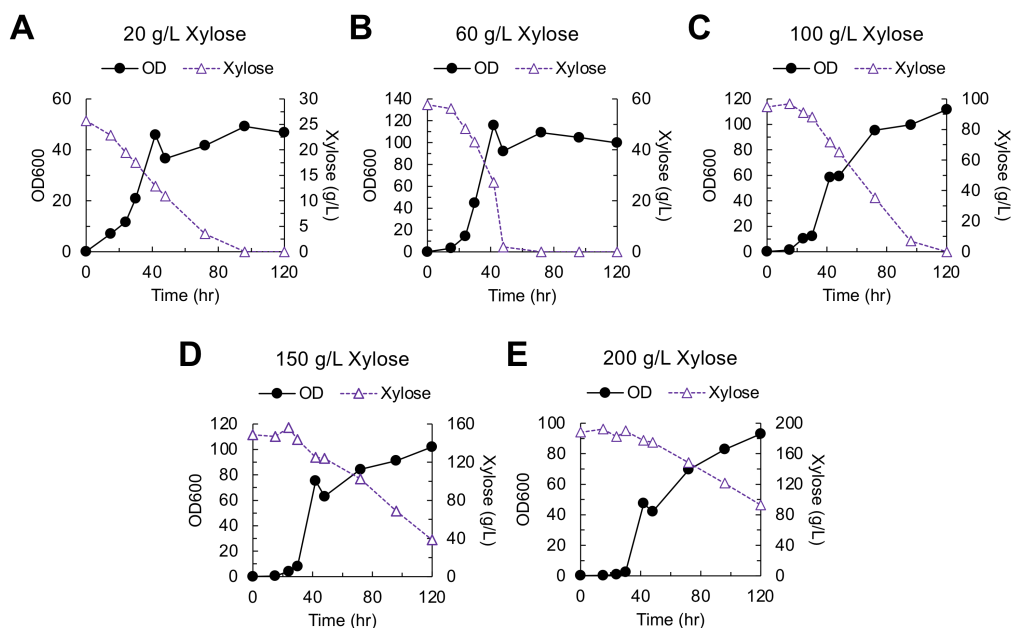 A
20 g/L Xylose
OD Xylose
60
40
20
0
OD600
30
25
20
15
10
5
0
Xylose (g/L)
0 40 80 120
Time (hr)
B
60 g/L Xylose
OD Xylose
140
120
100
80
60
40
20
0
OD600
60
40
20
0
Xylose (g/L)
0 40 80 120
Time (hr)
C
100 g/L Xylose
OD Xylose
120
100
80
60
40
20
0
OD600
100
80
60
40
20
0
Xylose (g/L)
0 40 80 120
Time (hr)
D
150 g/L Xylose
OD Xylose
120
100
80
60
40
20
0
OD600
160
120
80
40
0
Xylose (g/L)
0 40 80 120
Time (hr)
E
200 g/L Xylose
OD Xylose
100
80
60
40
20
0
OD600
200
160
120
80
40
0
Xylose (g/L)
0 40 80 120
Time (hr)